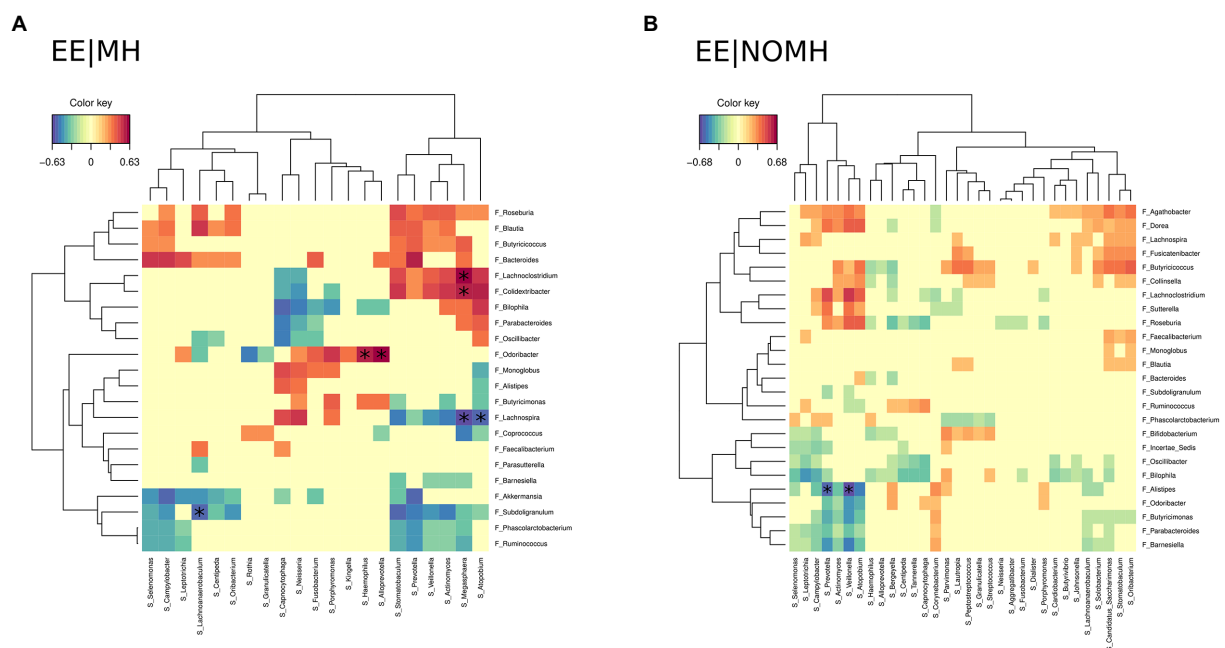 A
EE|MH
Color key
−0.63 0 0.63
F_Roseburia
F_Blautia
F_Butyricicoccus
F_Bacteroides
F_Lachnoclostridium
F_Colidextribacter
F_Bilophila
F_Parabacteroides
F_Oscillibacter
F_Odoribacter
F_Monoglobus
F_Alistipes
F_Butyricimonas
F_Lachnospira
F_Coprococcus
F_Faecalibacterium
F_Parasutterella
F_Barnesiella
F_Akkermansia
F_Subdoligranulum
F_Phascolarctobacterium
F_Ruminococcus
S_Selenomonas
S_Campylobacter
S_Leptotrichia
S_Lachnoanaerobaculum
S_Centipeda
S_Oribacterium
S_Rothia
S_Granulicatella
S_Capnocytophaga
S_Neisseria
S_Fusobacterium
S_Porphyromonas
S_Kingella
S_Haemophilus
S_Alloprevotella
S_Stomatobaculum
S_Prevotella
S_Veillonella
S_Actinomyces
S_Megasphaera
S_Atopobium
B
EE|NOMH
Color key
−0.68 0 0.68
F_Agathobacter
F_Dorea
F_Lachnospira
F_Fusicatenibacter
F_Butyricicoccus
F_Collinsella
F_Lachnoclostridium
F_Sutterella
F_Roseburia
F_Faecalibacterium
F_Monoglobus
F_Blautia
F_Bacteroides
F_Subdoligranulum
F_Ruminococcus
F_Phascolarctobacterium
F_Bifidobacterium
F_Incertae_Sedis
F_Oscillibacter
F_Bilophila
F_Alistipes
F_Odoribacter
F_Butyricimonas
F_Parabacteroides
F_Barnesiella
S_Selenomonas
S_Leptotrichia
S_Campylobacter
S_Prevotella
S_Actinomyces
S_Veillonella
S_Atopobium
S_Haemophilus
S_Alloprevotella
S_Bergeyella
S_Centipeda
S_Tannerella
S_Capnocytophaga
S_Corynebacterium
S_Parvimonas
S_Lautropia
S_Peptostreptococcus
S_Granulicatella
S_Streptococcus
S_Neisseria
S_Aggregatibacter
S_Fusobacterium
S_Dialister
S_Porphyromonas
S_Cardiobacterium
S_Butyrivibrio
S_Johnsonella
S_Lachnoanaerobaculum
S_Solobacterium
S_Candidatus_Saccharimonas
S_Stomatobaculum
S_Oribacterium